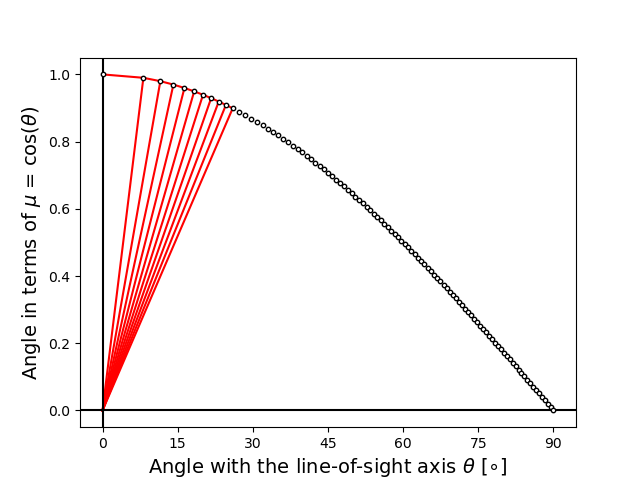 Angle in terms of μ = cos(θ)
1.0
0.8
0.6
0.4
0.2
0.0
0 15 30 45 60 75 90
Angle with the line-of-sight axis θ [∘]